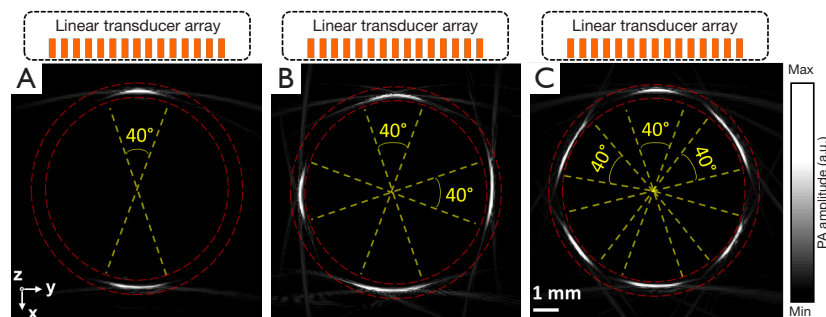 Linear transducer array
Linear transducer array
Linear transducer array
A
B
C
40°
40°
40°
40°
40°
40°
z
y
x
1 mm
Max
PA amplitude (a.u.)
Min